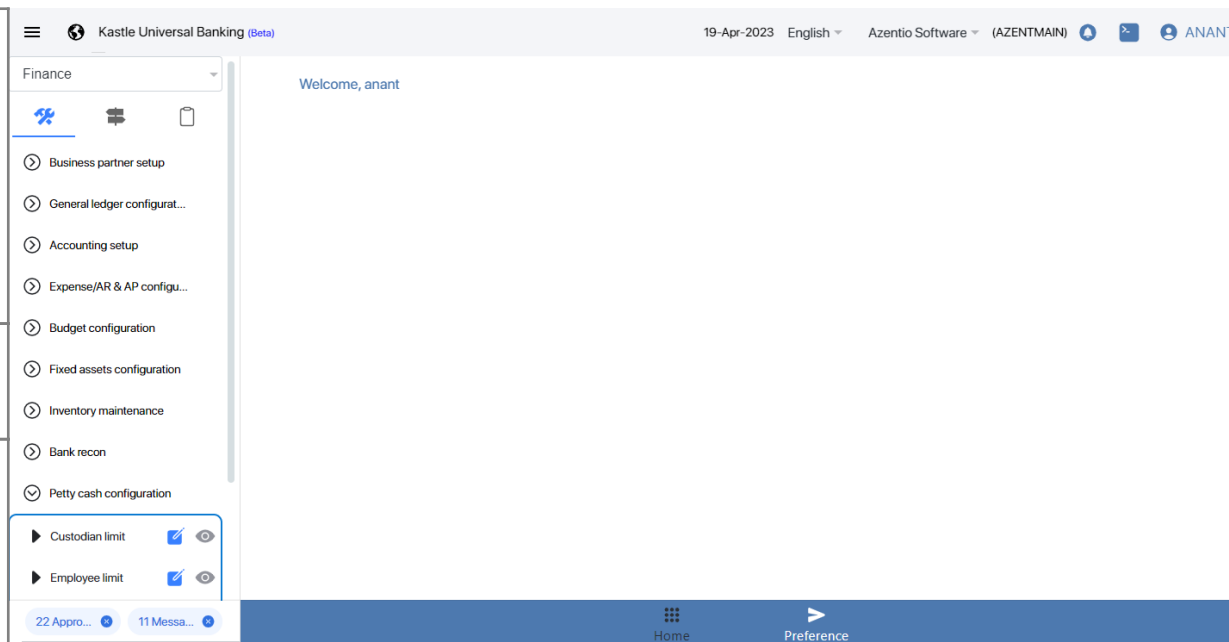 Kastle Universal Banking (Beta)
19-Apr-2023 English Azentio Software (AZENTMAIN) ANANT
Finance
Welcome, anant
Business partner setup
General ledger configurat...
Accounting setup
Expense/AR & AP configu...
Budget configuration
Fixed assets configuration
Inventory maintenance
Bank recon
Petty cash configuration
Custodian limit
Employee limit
22 Appro... 11 Messa...
Home Preference